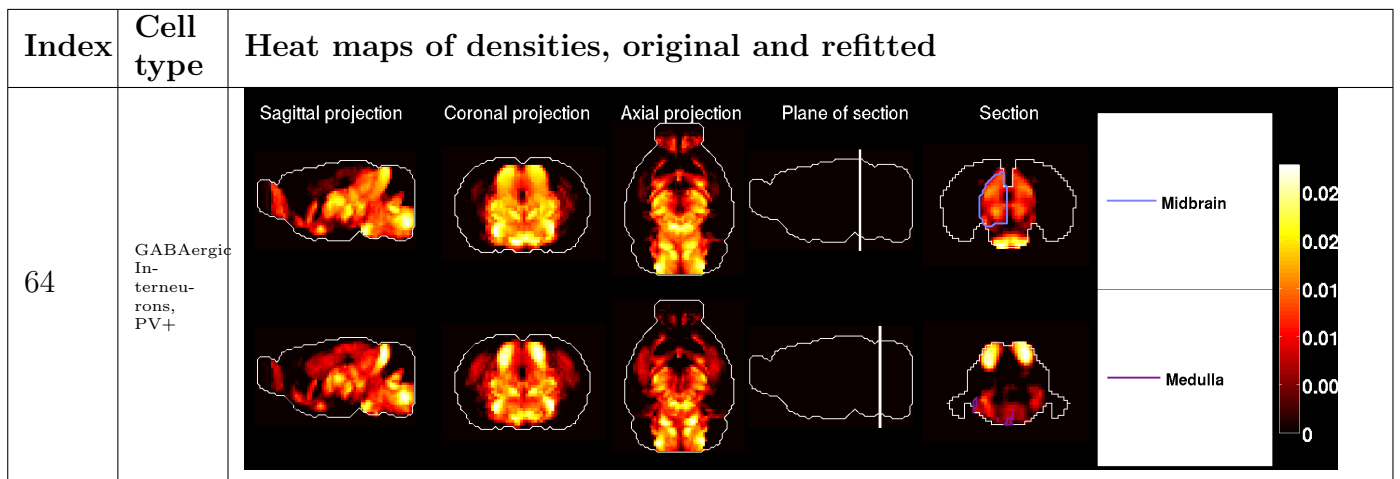 Index Cell type Heat maps of densities, original and refitted
64
GABAergic
In-
terneu-
rons,
PV+
Sagittal projection Coronal projection Axial projection Plane of section Section
Midbrain
Medulla
0.02
0.02
0.01
0.01
0.00
0